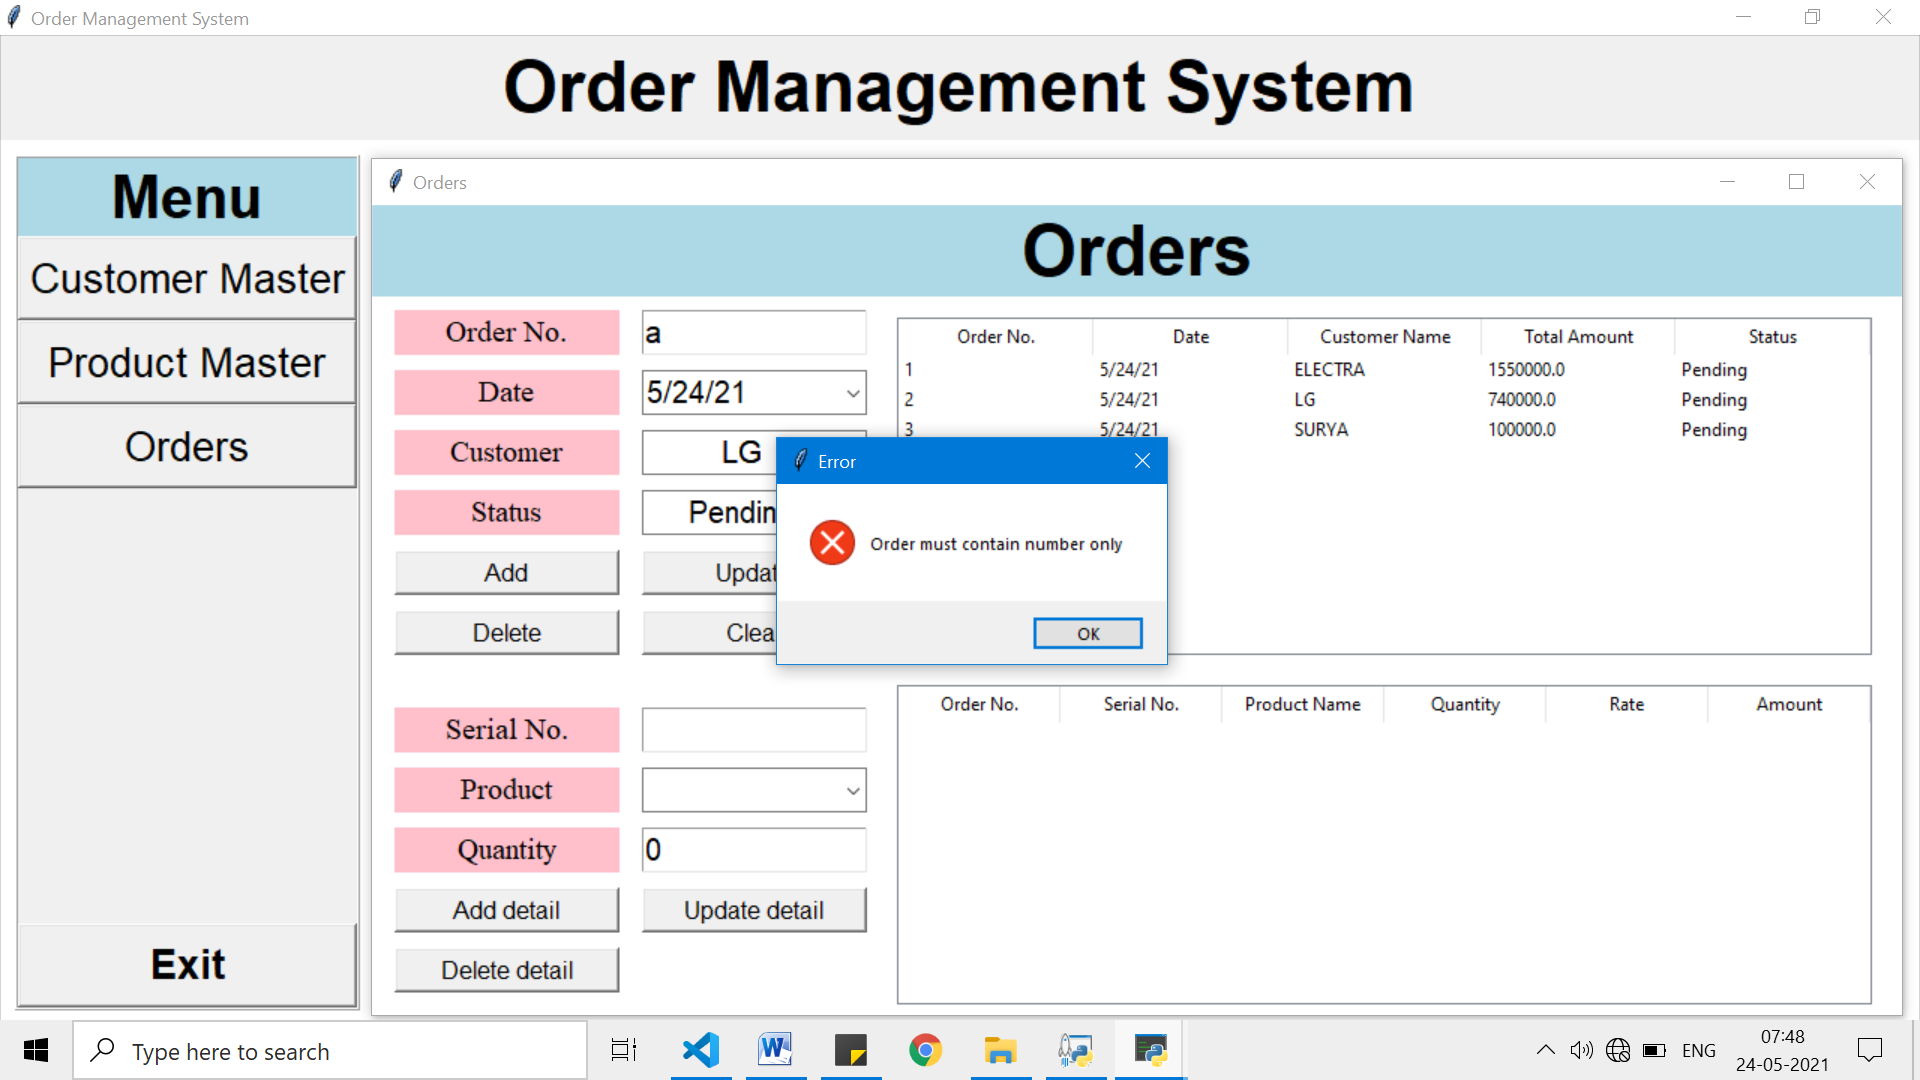 Order Management System
Order Management System
Menu
Customer Master
Product Master
Orders
Exit
Orders
Orders
Order No. a
Date 5/24/21
Customer LG
Status
Add
Delete
Order No. Date Customer Name Total Amount Status
1 5/24/21 ELECTRA 1550000.0 Pending
2 5/24/21 LG 740000.0 Pending
3 5/24/21 SURYA 100000.0 Pending
Error
Order must contain number only
OK
Serial No.
Product
Quantity 0
Add detail Update detail
Delete detail
Order No. Serial No. Product Name Quantity Rate Amount
Type here to search
ENG
07:48
24-05-2021